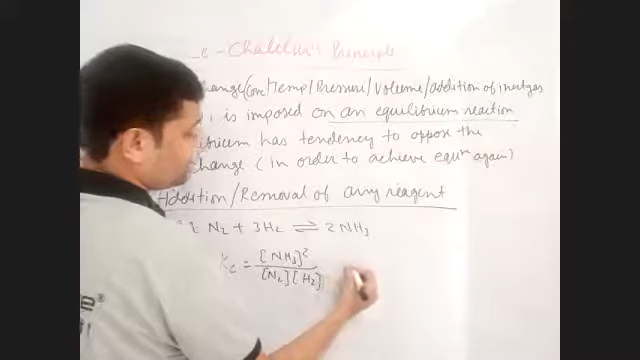 e - Chatelier's Principle
change (conc / Temp / Pressure / Volume / addition of inert gas
is imposed on an equilibrium reaction
librium has tendency to oppose the
change (In order to achieve equm again)
Addition / Removal of any reagent
N₂ + 3H₂ ⇌ 2NH₃
Kc = [NH₃]² / [N₂][H₂]